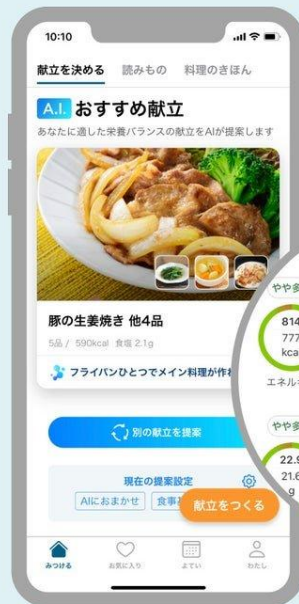 10:10
献立を決める 読みもの 料理のきほん
A.I. おすすめ献立
あなたに適した栄養バランスの献立をAIが提案します
豚の生姜焼き 他4品
5品 / 590kcal 食塩 2.1g
フライパンひとつでメイン料理が作
別の献立を提案
現在の提案設定
AIにおまかせ 食事
献立をつくる
みつける お気に入り よてい わたし
やや多
814
777
kca
エネルギ
やや多
22.9
21.6
g